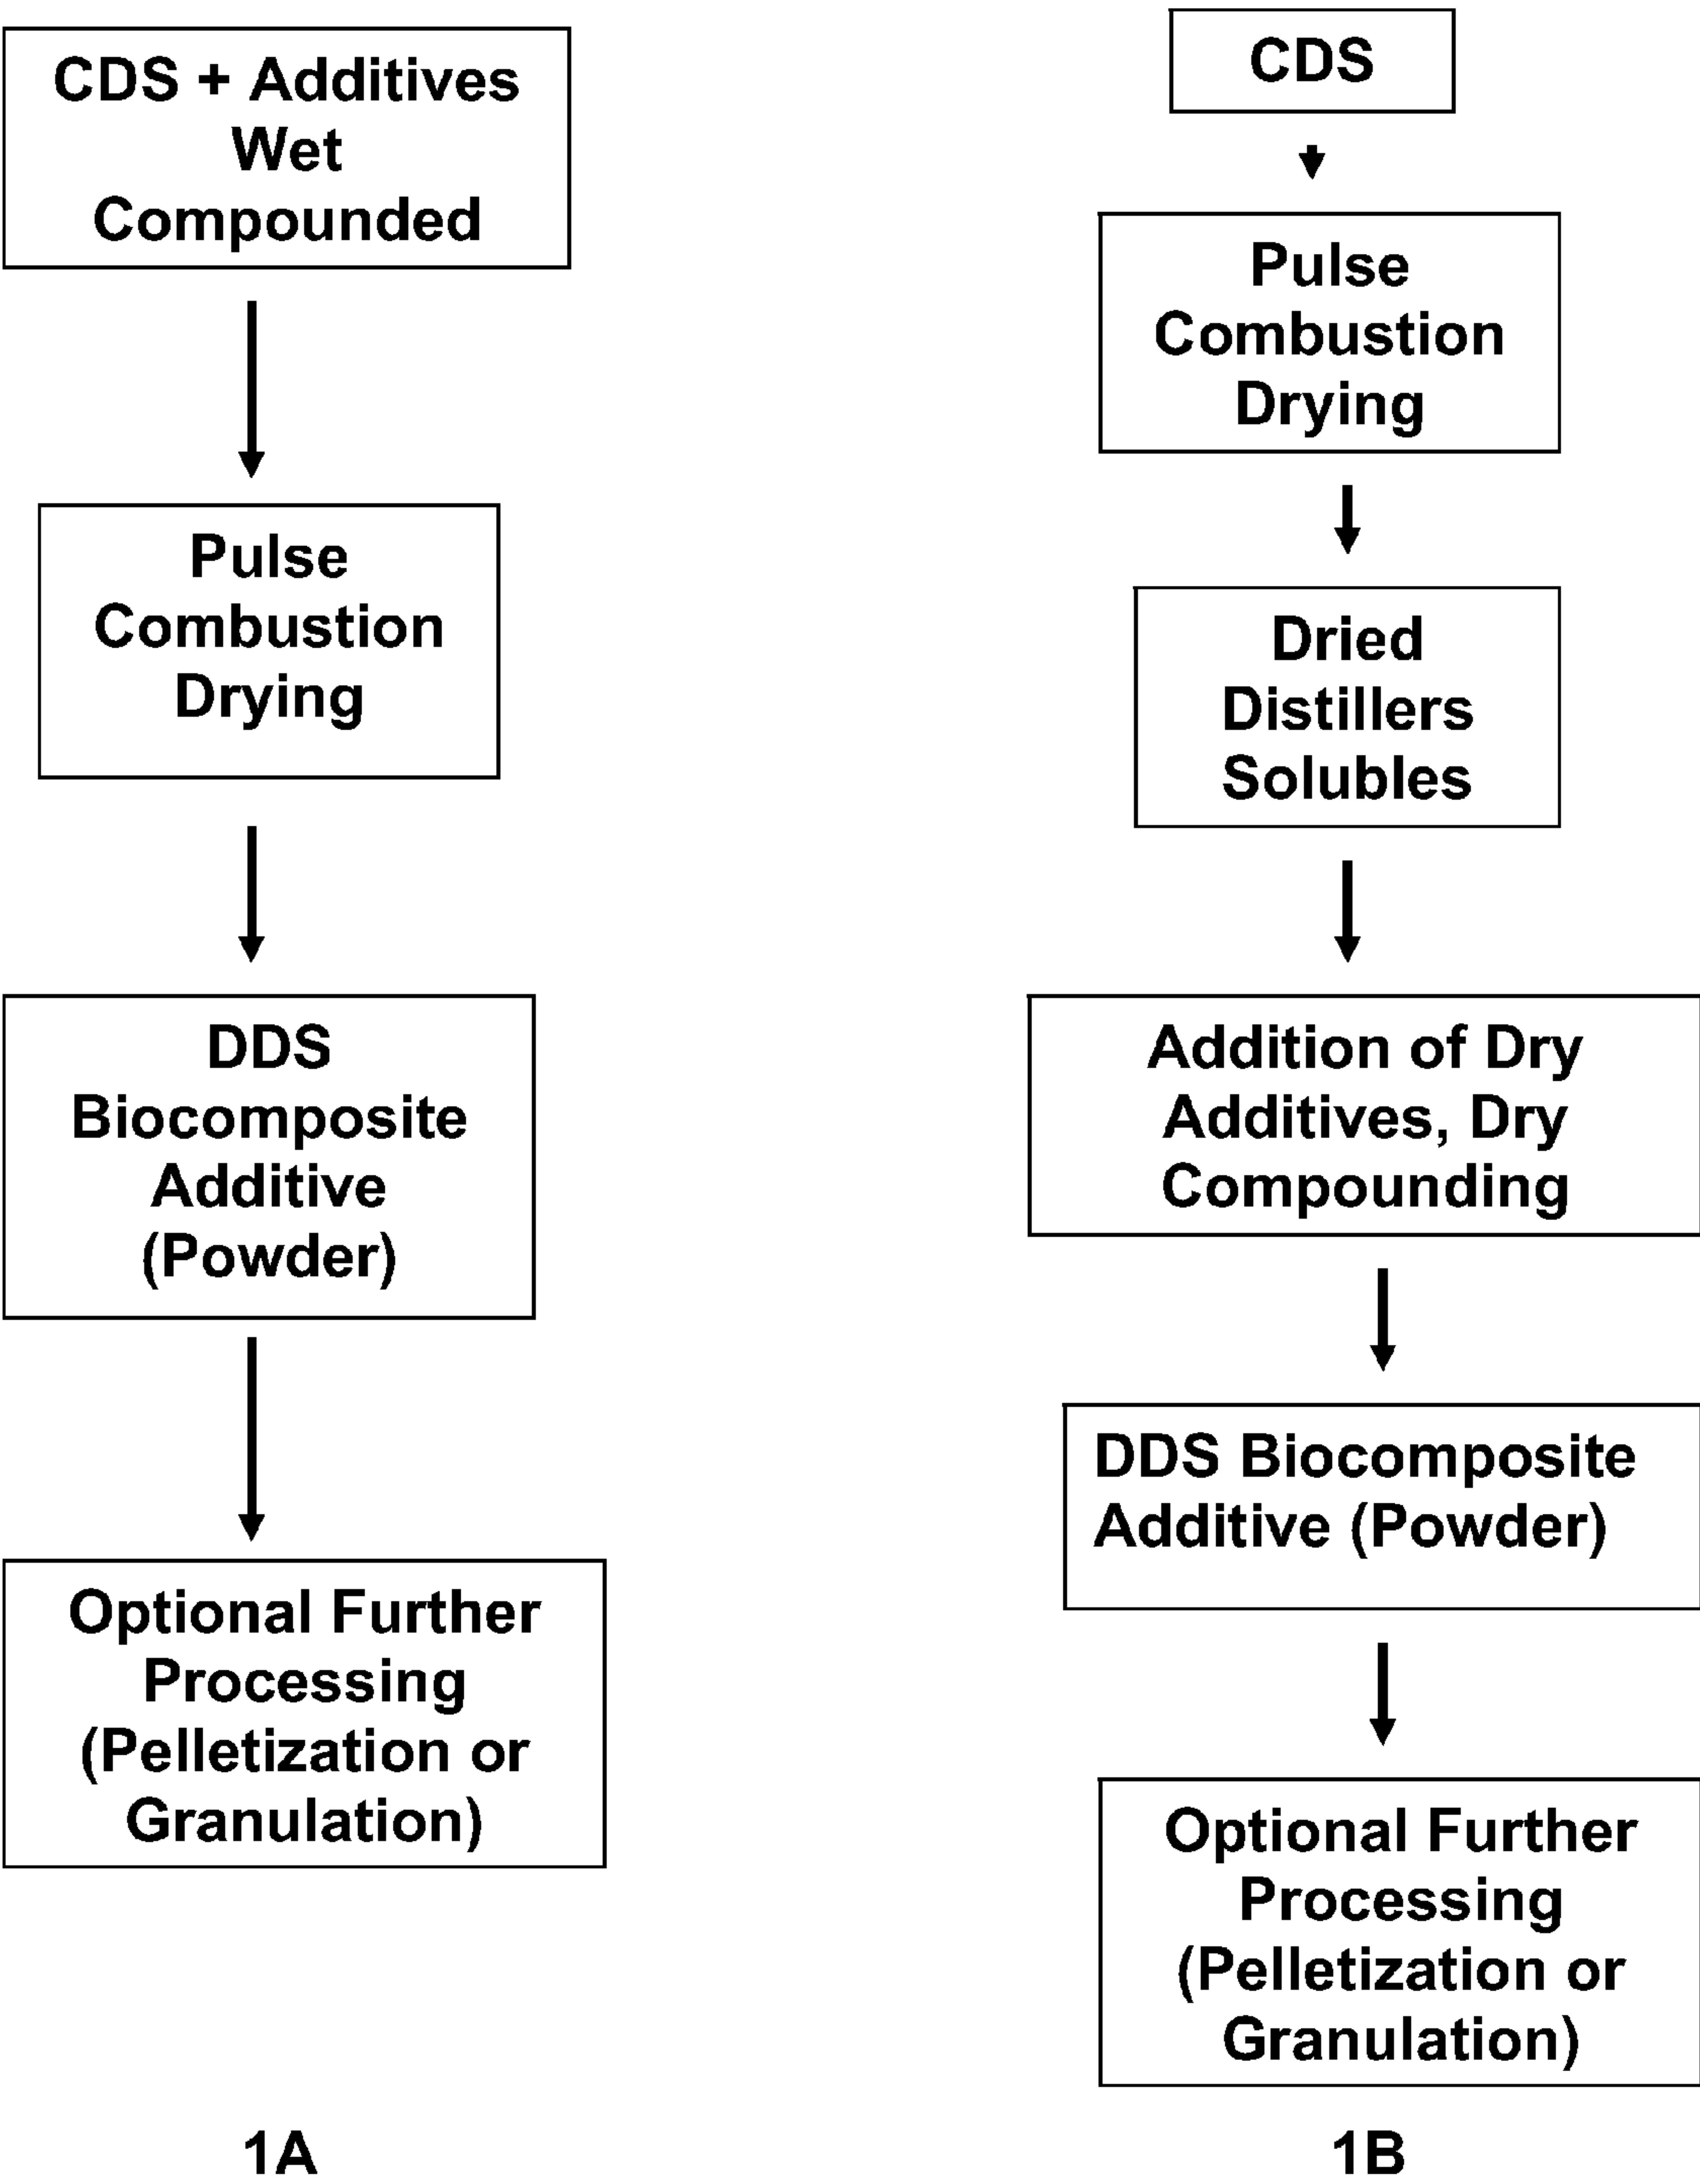 CDS + Additives
Wet
Compounded
Pulse
Combustion
Drying
DDS
Biocomposite
Additive
(Powder)
Optional Further
Processing
(Pelletization or
Granulation)
1A
CDS
Pulse
Combustion
Drying
Dried
Distillers
Solubles
Addition of Dry
Additives, Dry
Compounding
DDS Biocomposite
Additive (Powder)
Optional Further
Processing
(Pelletization or
Granulation)
1B